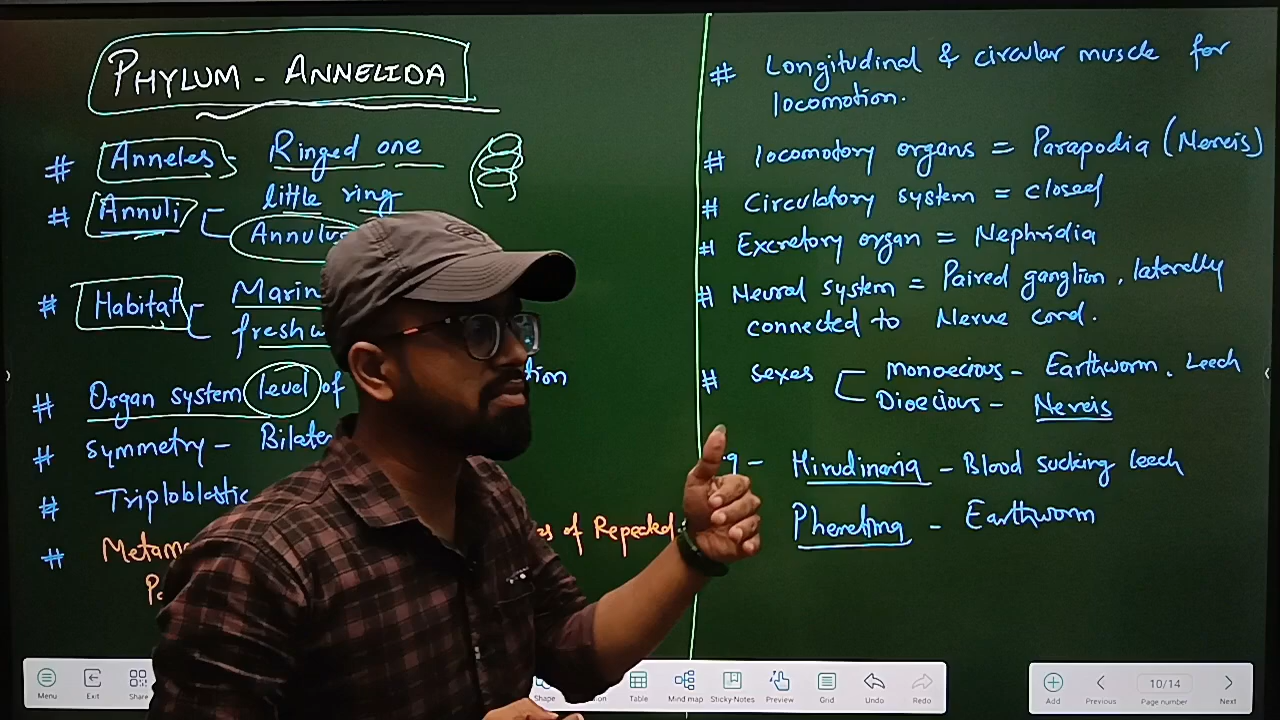 PHYLUM - ANNELIDA
# Anneles - Ringed one
# Annuli - little ring
Annulus
# Habitat - Marin
fresh w
# Organ system level of tion
# Symmetry - Bilate
# Triploblastic
# Metam es of Repeated
# Longitudinal & circular muscle for
locomotion.
# locomotory organs = Parapodia (Nereis)
# Circulatory system = closed
# Excretory organ = Nephridia
# Neural system = Paired ganglion, laterally
connected to Nerve cord.
# sexes monoecious - Earthworm, Leech
Dioecious - Nereis
g - Hirudinaria - Blood sucking leech
Pheretima - Earthworm
Menu Exit Share Shape Table Mind map Sticky-Notes Preview Grid Undo Redo Add Previous 10/14 Page number Next